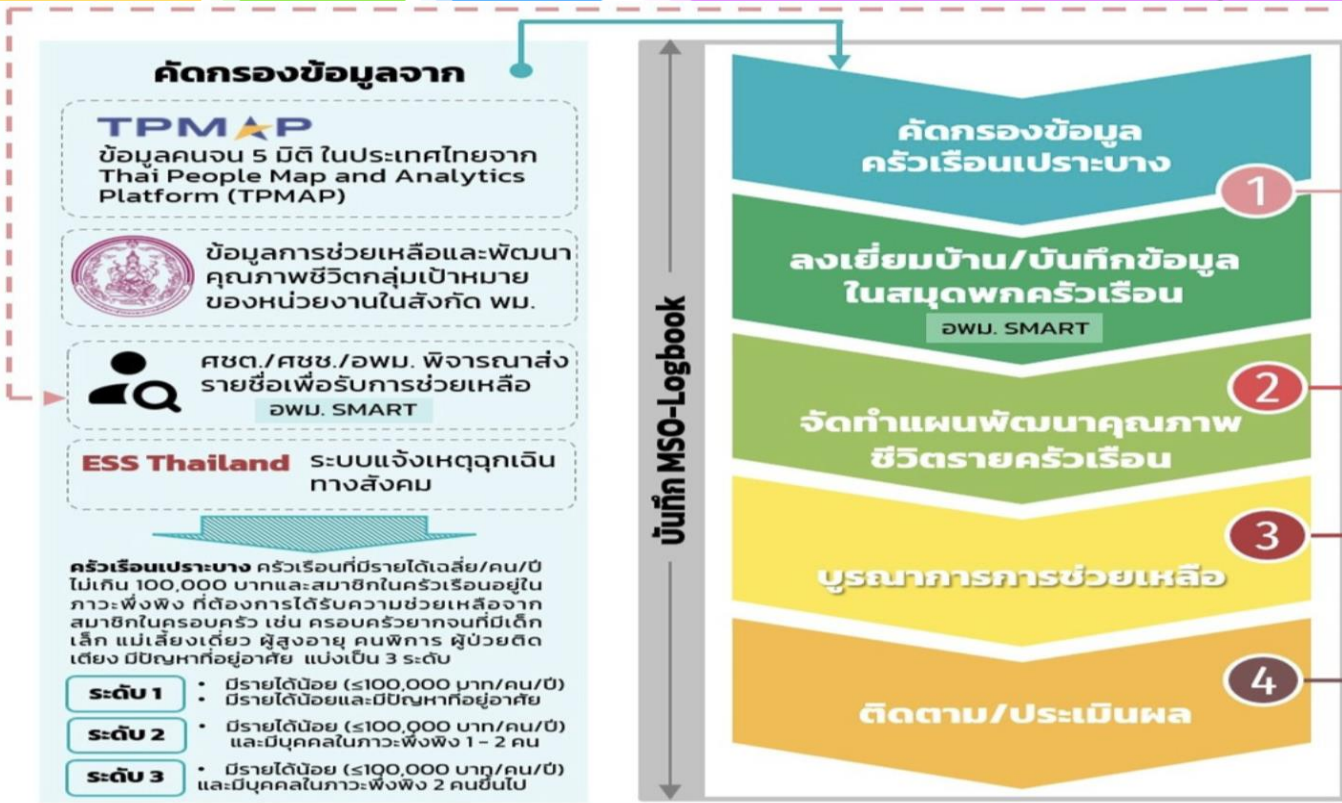 คัดกรองข้อมูลจาก
TPMAP
ข้อมูลคนจน 5 มิติ ในประเทศไทยจาก
Thai People Map and Analytics
Platform (TPMAP)
ข้อมูลการช่วยเหลือและพัฒนา
คุณภาพชีวิตกลุ่มเป้าหมาย
ของหน่วยงานในสังกัด พม.
ศชต./ศชช./อพม. พิจารณาส่ง
รายชื่อเพื่อรับการช่วยเหลือ
อพม. SMART
ESS Thailand ระบบแจ้งเหตุฉุกเฉิน
ทางสังคม
ครัวเรือนเปราะบาง ครัวเรือนที่มีรายได้เฉลี่ย/คน/ปี
ไม่เกิน 100,000 บาทและสมาชิกในครัวเรือนอยู่ใน
ภาวะพึ่งพิง ที่ต้องการได้รับความช่วยเหลือจาก
สมาชิกในครอบครัว เช่น ครอบครัวยากจนที่มีเด็ก
เล็ก แม่เลี้ยงเดี่ยว ผู้สูงอายุ คนพิการ ผู้ป่วยติด
เตียง มีปัญหาที่อยู่อาศัย แบ่งเป็น 3 ระดับ
ระดับ 1
• มีรายได้น้อย (≤100,000 บาท/คน/ปี)
• มีรายได้น้อยและมีปัญหาที่อยู่อาศัย
ระดับ 2
• มีรายได้น้อย (≤100,000 บาท/คน/ปี)
และมีบุคคลในภาวะพึ่งพิง 1 - 2 คน
ระดับ 3
• มีรายได้น้อย (≤100,000 บาท/คน/ปี)
และมีบุคคลในภาวะพึ่งพิง 2 คนขึ้นไป
บันทึก MSO-Logbook
คัดกรองข้อมูล
ครัวเรือนเปราะบาง
1
ลงเยี่ยมบ้าน/บันทึกข้อมูล
ในสมุดพกครัวเรือน
อพม. SMART
2
จัดทำแผนพัฒนาคุณภาพ
ชีวิตรายครัวเรือน
3
บูรณาการการช่วยเหลือ
4
ติดตาม/ประเมินผล